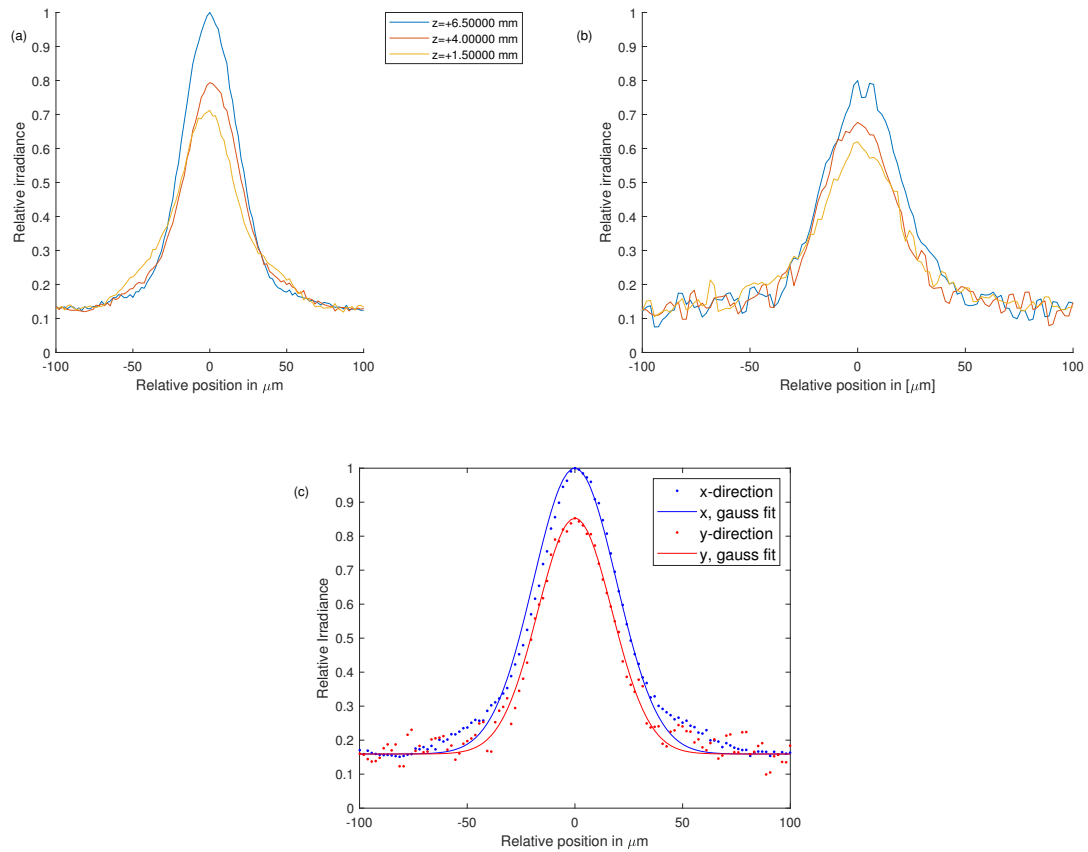 (a)
1
0.9
0.8
0.7
0.6
0.5
0.4
0.3
0.2
0.1
0
Relative irradiance
-100 -50 0 50 100
Relative position in μm
z=+6.50000 mm
z=+4.00000 mm
z=+1.50000 mm
(b)
1
0.9
0.8
0.7
0.6
0.5
0.4
0.3
0.2
0.1
0
Relative irradiance
-100 -50 0 50 100
Relative position in [μm]
(c)
1
0.9
0.8
0.7
0.6
0.5
0.4
0.3
0.2
0.1
0
Relative Irradiance
-100 -50 0 50 100
Relative position in μm
x-direction
x, gauss fit
y-direction
y, gauss fit